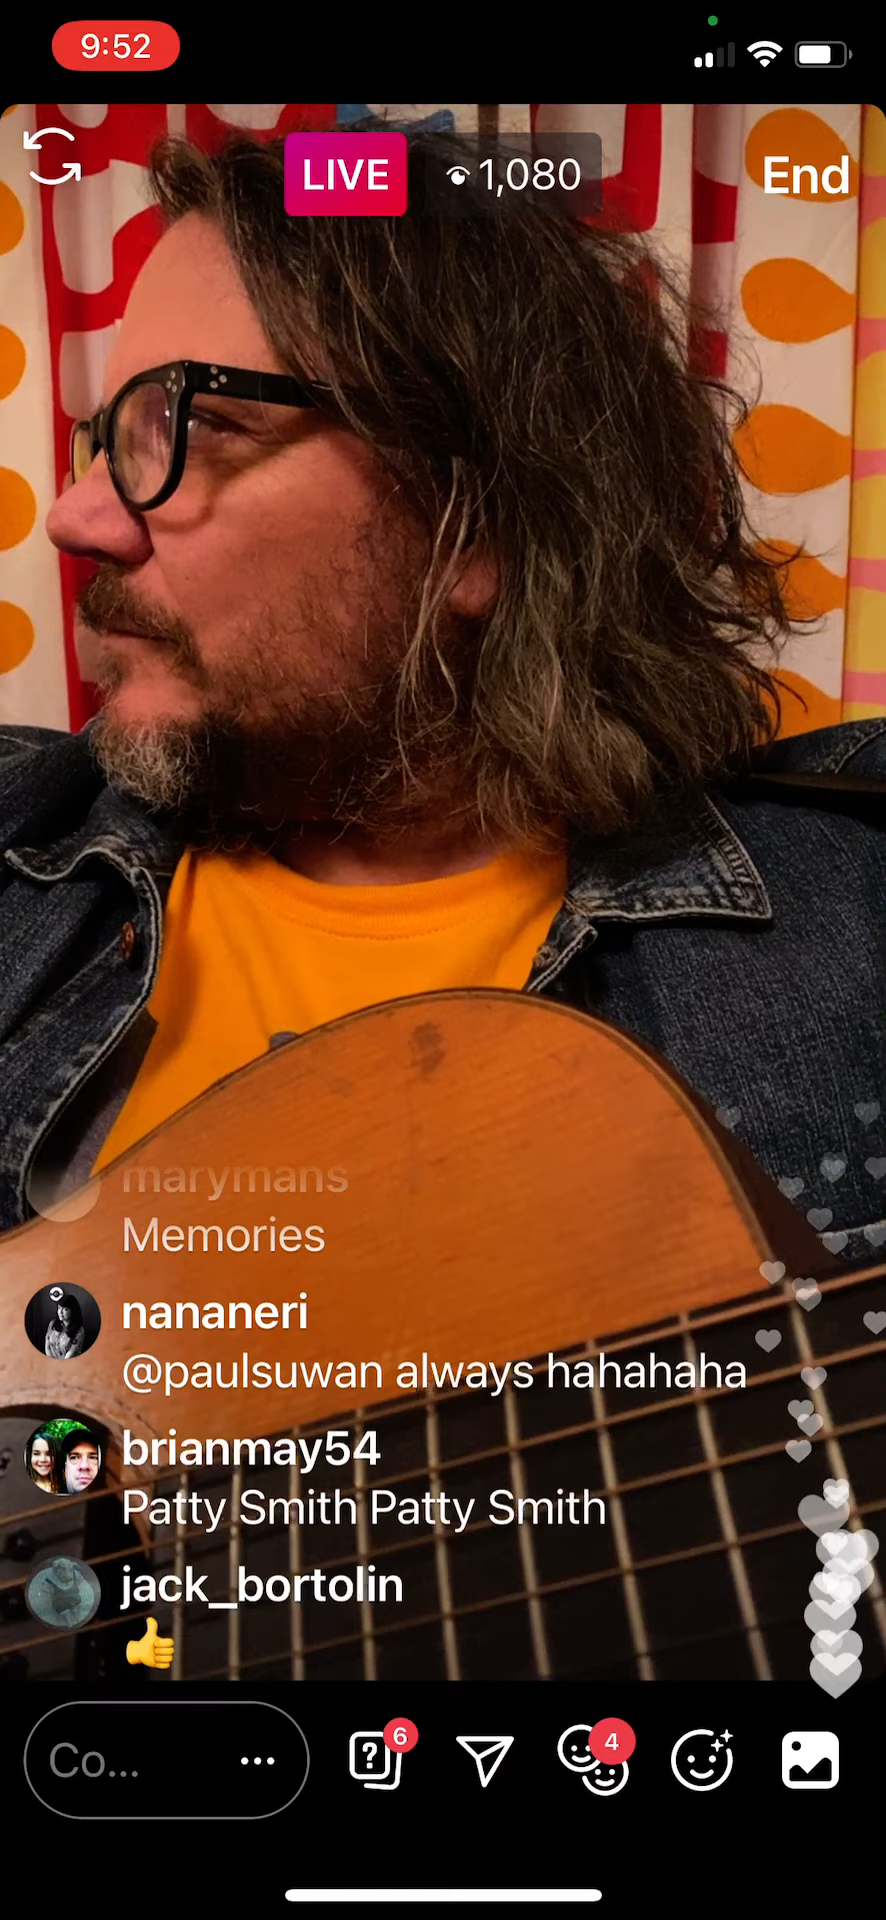 9:52
LIVE
1,080
End
marymans
Memories
nananeri
@paulsuwan always hahahaha
brianmay54
Patty Smith Patty Smith
jack_bortolin
👍
Co...
6
?
4